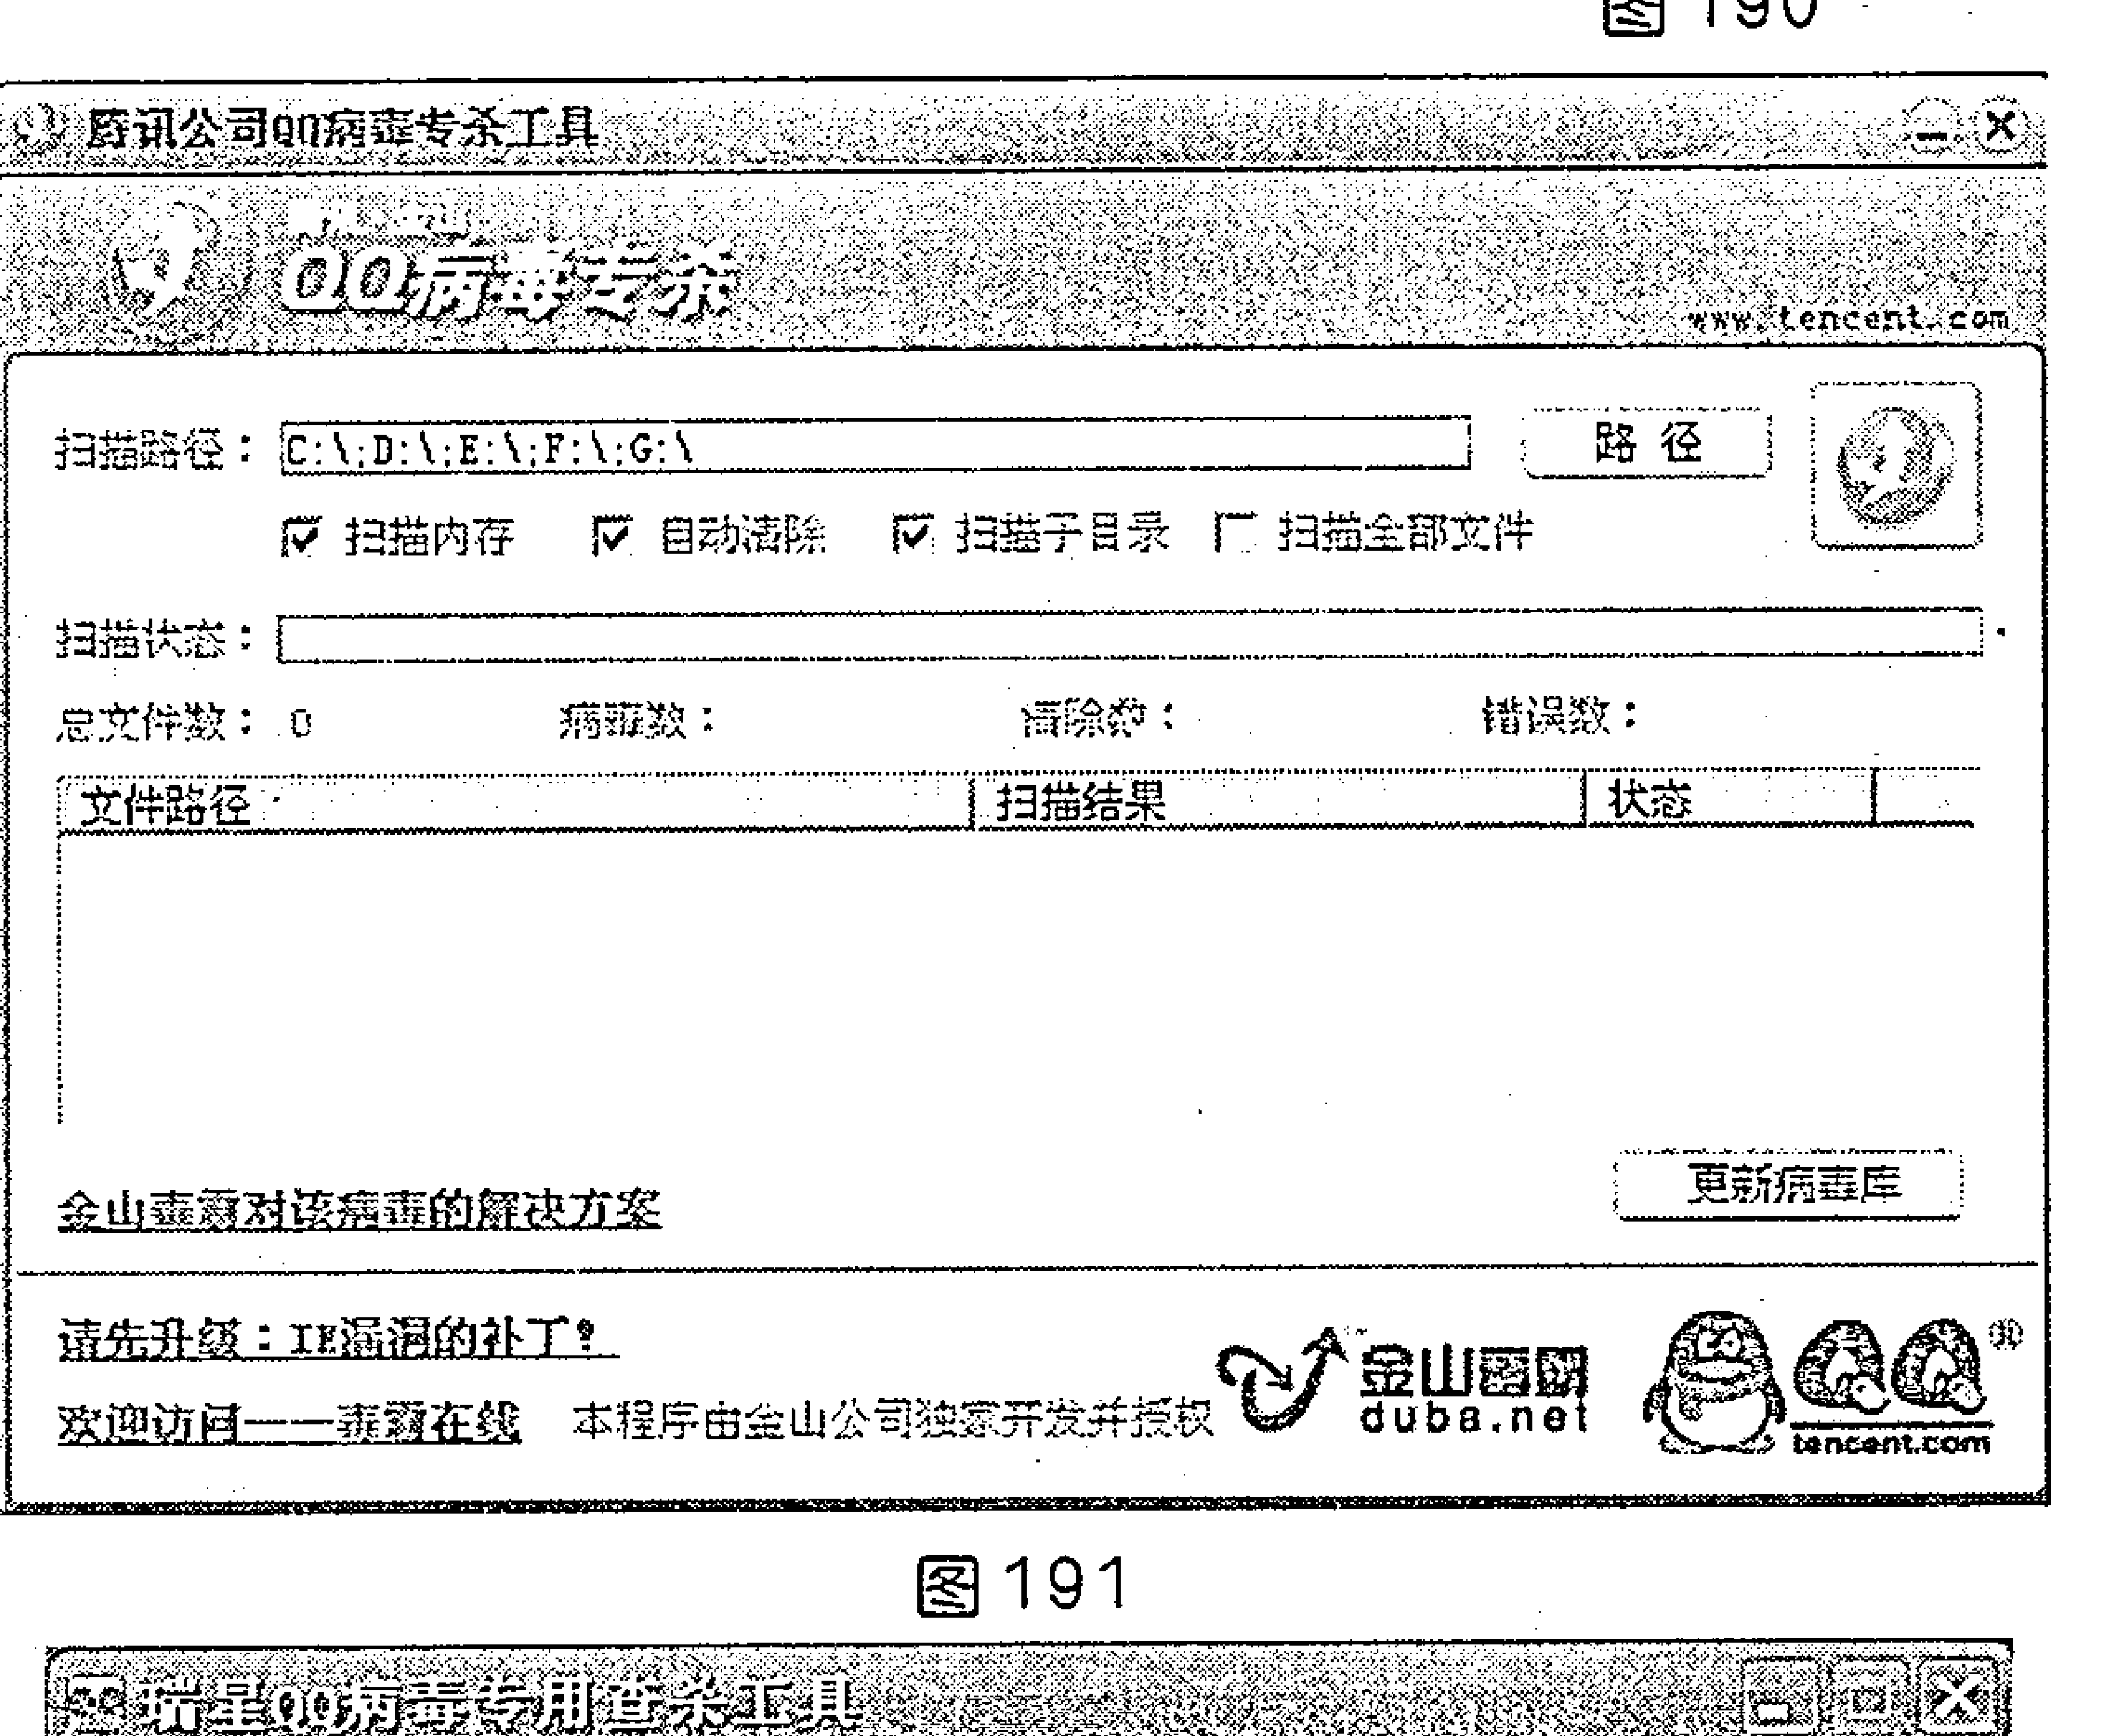 图 190
腾讯公司QQ病毒专杀工具
QQ病毒专杀
www.tencent.com
扫描路径： C:\;D:\;E:\;F:\;G:\ 路 径
扫描内存 自动清除 扫描子目录 扫描全部文件
扫描状态：
总文件数： 0 病毒数： 清除数： 错误数：
文件路径 扫描结果 状态
更新病毒库
金山毒霸对该病毒的解决方案
请先升级：IE漏洞的补丁!
金山毒霸
duba.net
tencent.com
欢迎访问——毒霸在线 本程序由金山公司独家开发并授权
图 191
瑞星QQ病毒专用查杀工具